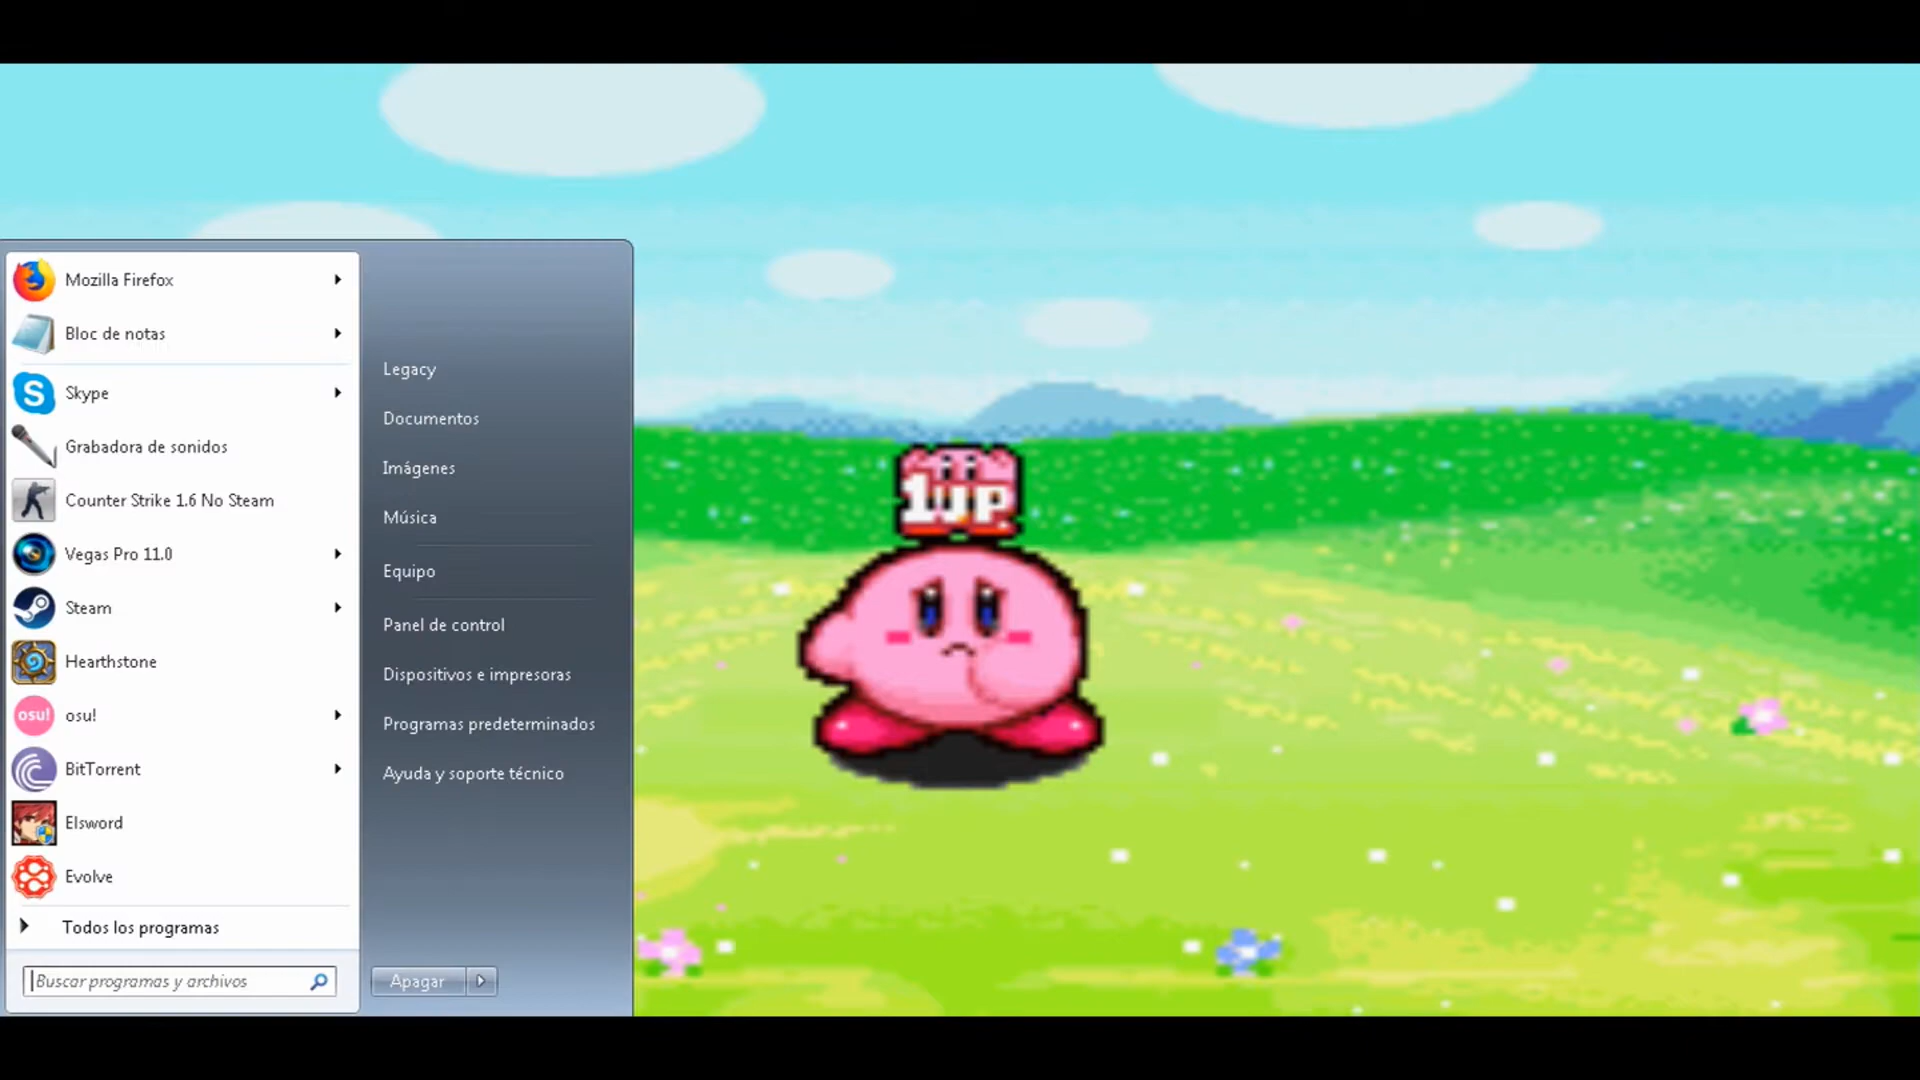 Mozilla Firefox
Bloc de notas
Skype
Grabadora de sonidos
Counter Strike 1.6 No Steam
Vegas Pro 11.0
Steam
Hearthstone
osu!
osu!
BitTorrent
Elsword
Evolve
Todos los programas
Buscar programas y archivos
Legacy
Documentos
Imágenes
Música
Equipo
Panel de control
Dispositivos e impresoras
Programas predeterminados
Ayuda y soporte técnico
Apagar
1UP